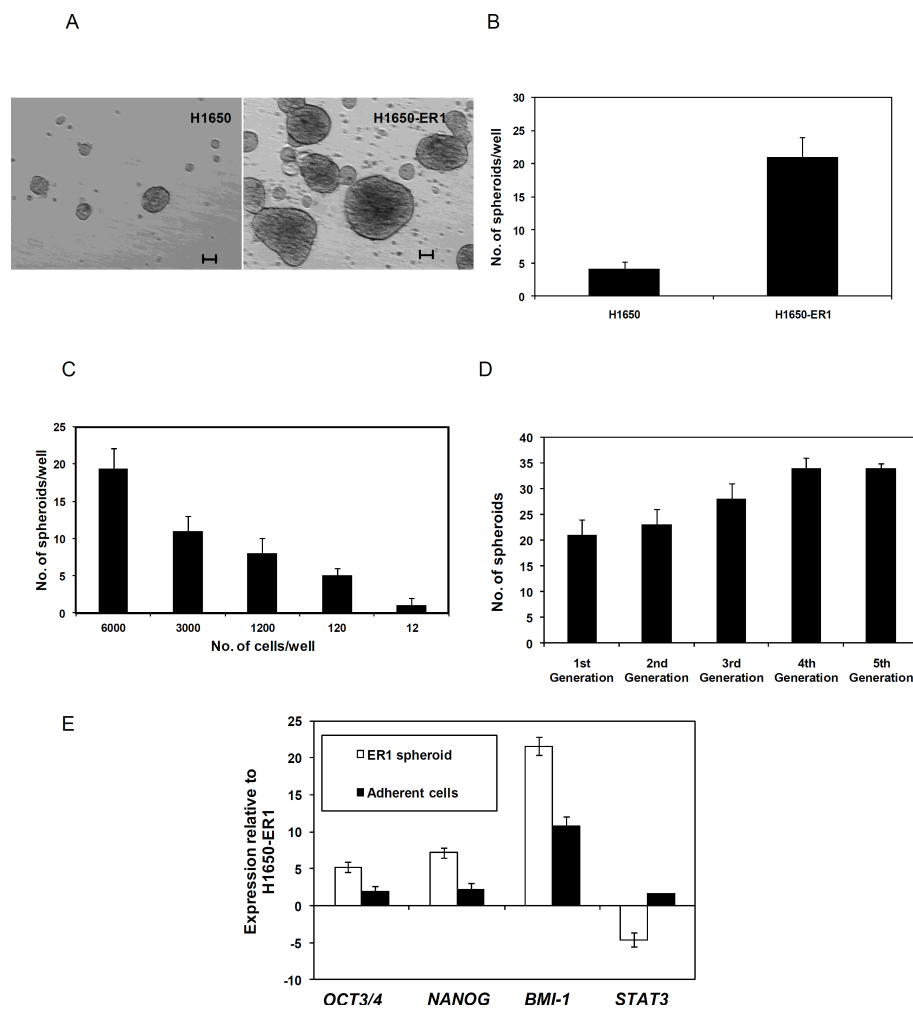 A
H1650
H1650-ER1
B
No. of spheroids/well
30
25
20
15
10
5
0
H1650
H1650-ER1
C
No. of spheroids/well
25
20
15
10
5
0
6000
3000
1200
120
12
No. of cells/well
D
No. of spheroids
40
35
30
25
20
15
10
5
0
1st
Generation
2nd
Generation
3rd
Generation
4th
Generation
5th
Generation
E
Expression relative to
H1650-ER1
25
20
15
10
5
0
-5
-10
ER1 spheroid
Adherent cells
OCT3/4
NANOG
BMI-1
STAT3